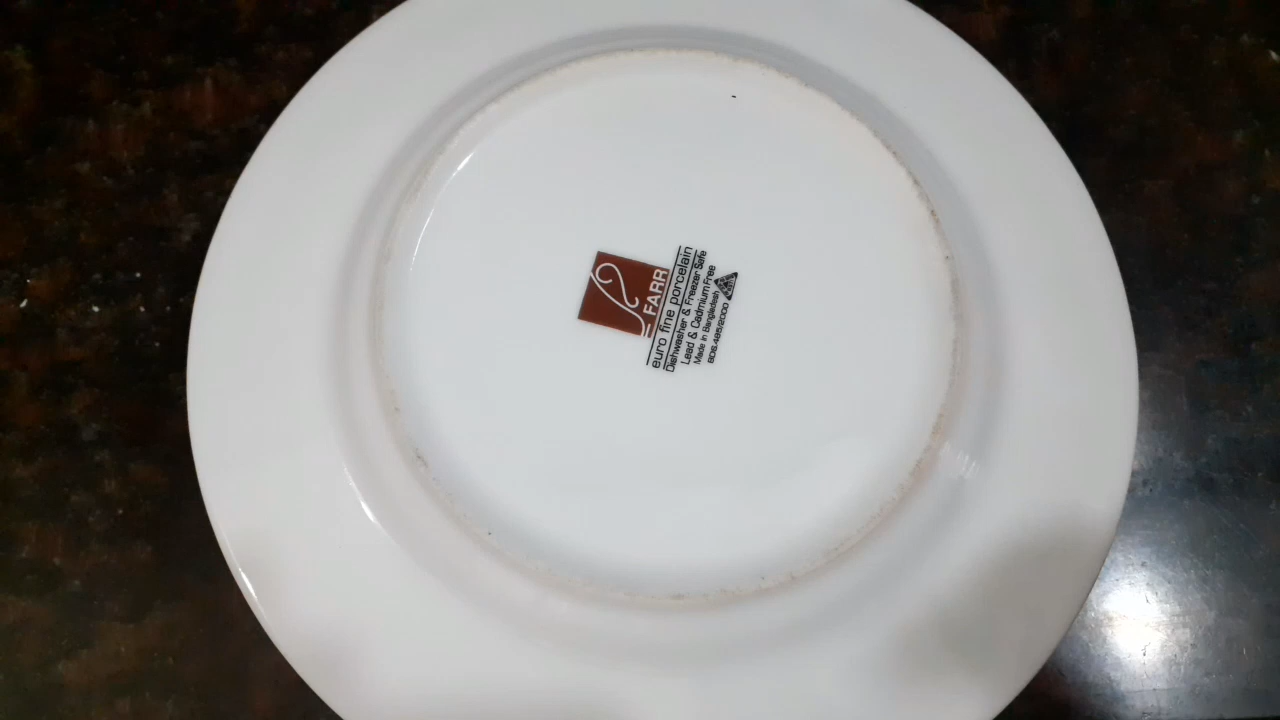 FARR
euro fine porcelain
Dishwasher & Freezer Safe
Lead & Cadmium Free
Made in Bangladesh